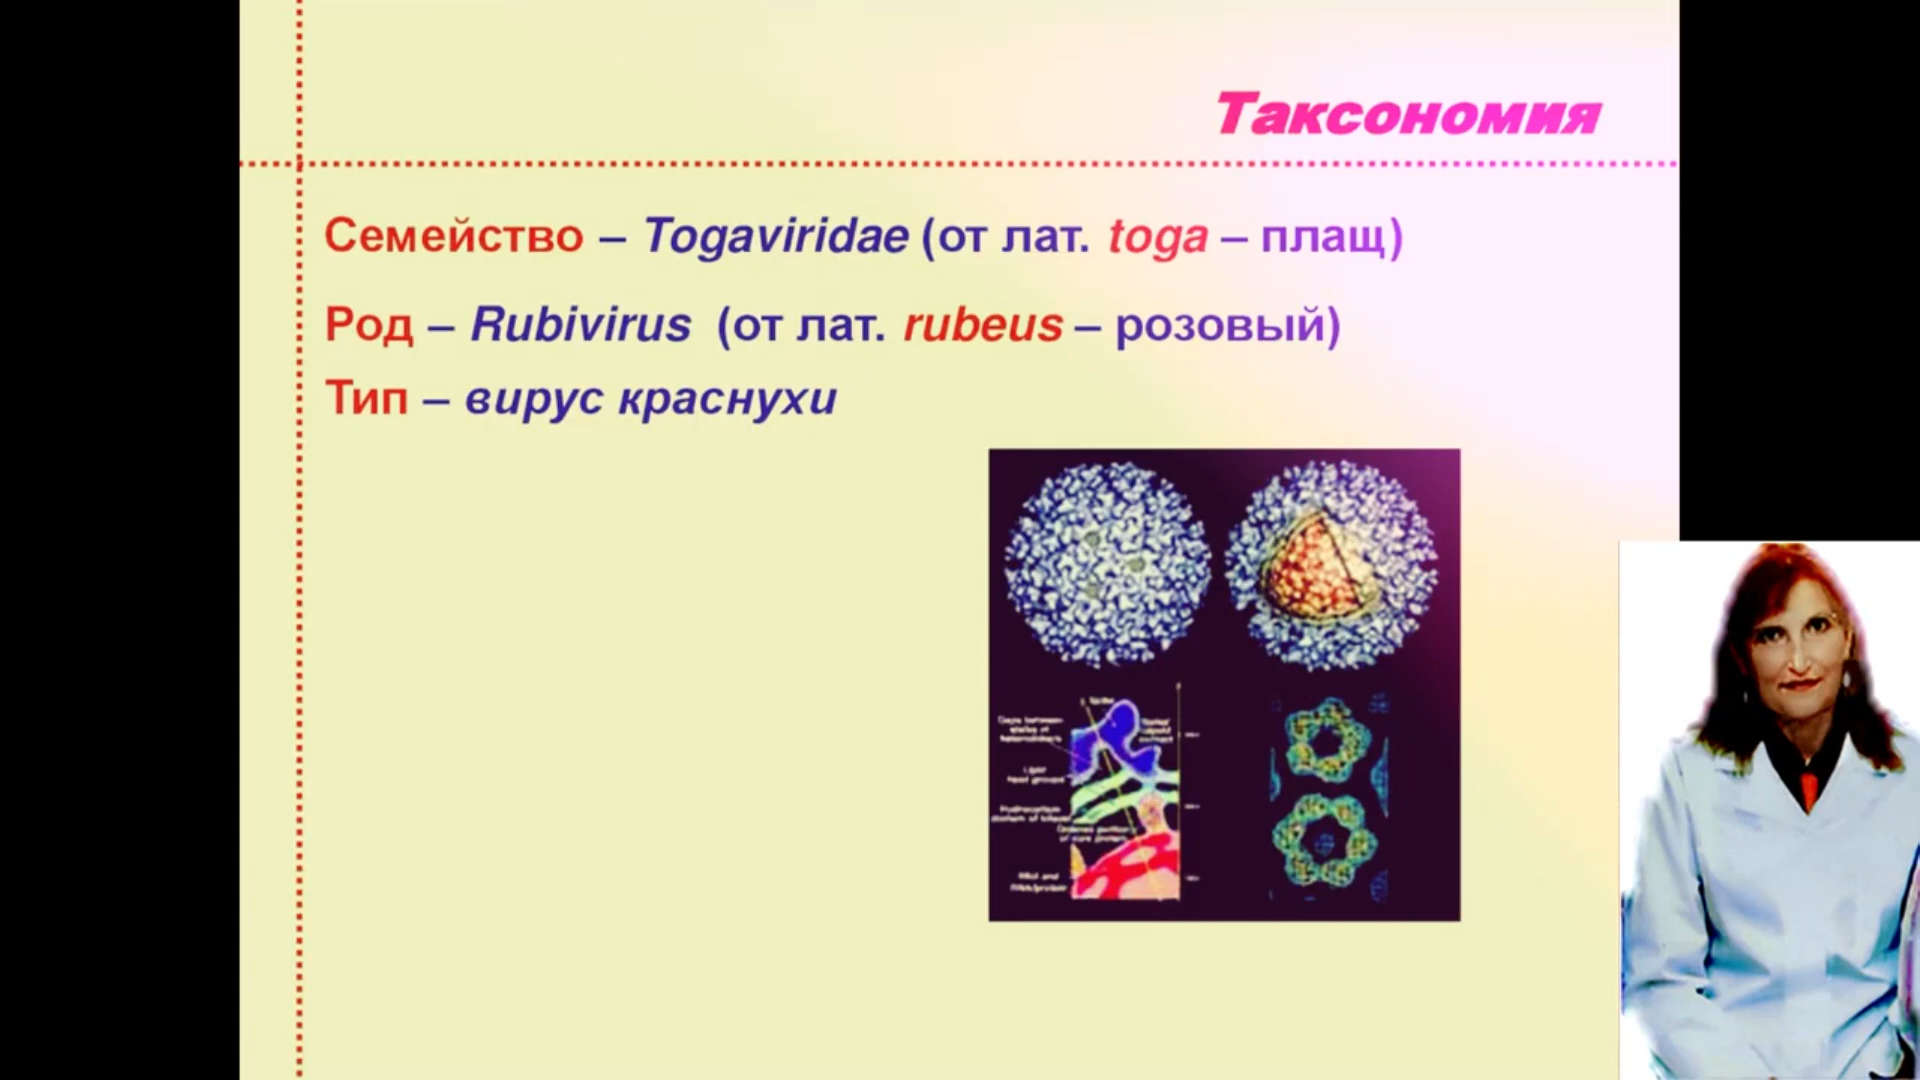 Таксономия
Семейство – Togaviridae (от лат. toga – плащ)
Род – Rubivirus (от лат. rubeus – розовый)
Тип – вирус краснухи